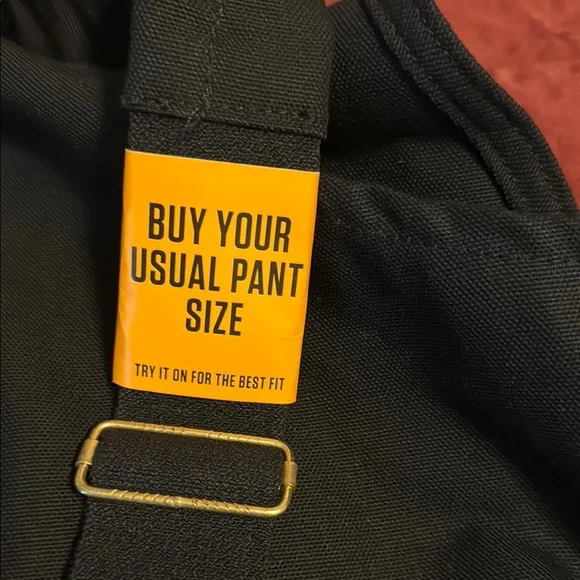 BUY YOUR
USUAL PANT
SIZE
TRY IT ON FOR THE BEST FIT